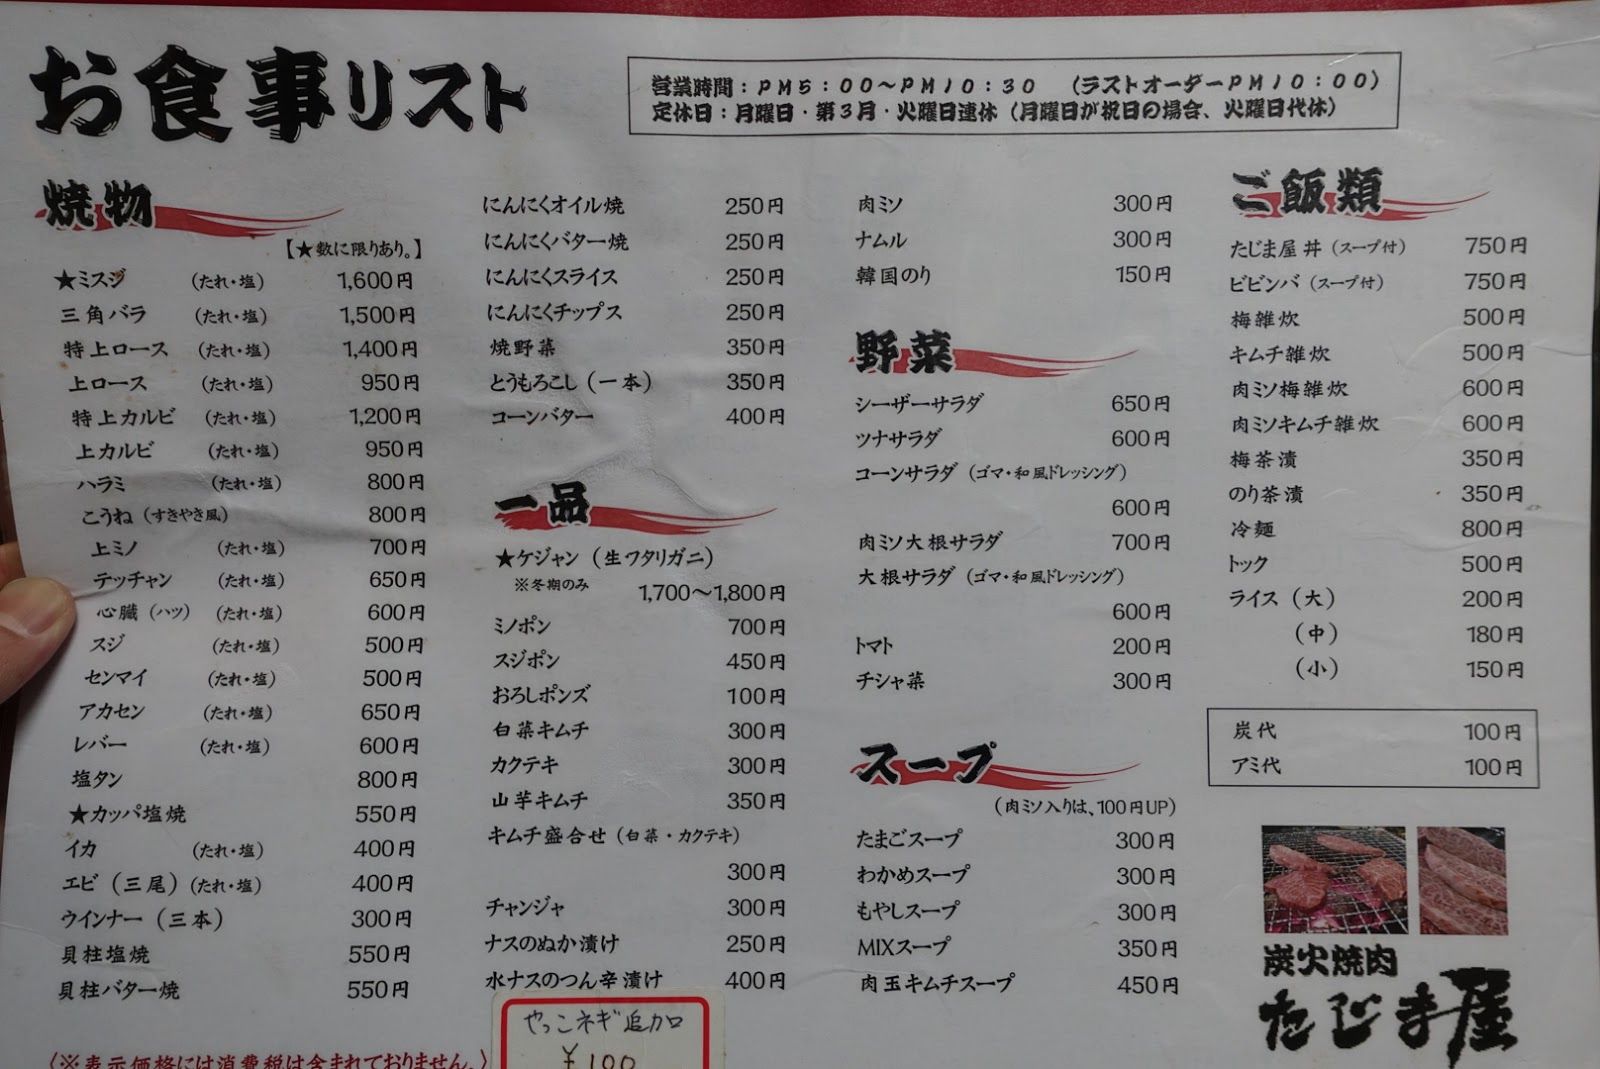 お食事リスト
営業時間：PM5：00〜PM10：30　（ラストオーダーPM10：00）
定休日：月曜日・第3月・火曜日連休（月曜日が祝日の場合、火曜日代休）
焼物
【★数に限りあり。】
★ミスジ （たれ・塩） 1,600円
三角バラ （たれ・塩） 1,500円
特上ロース （たれ・塩） 1,400円
上ロース （たれ・塩） 950円
特上カルビ （たれ・塩） 1,200円
上カルビ （たれ・塩） 950円
ハラミ （たれ・塩） 800円
こうね（すきやき風） 800円
上ミノ （たれ・塩） 700円
テッチャン （たれ・塩） 650円
心臓（ハツ） （たれ・塩） 600円
スジ （たれ・塩） 500円
センマイ （たれ・塩） 500円
アカセン （たれ・塩） 650円
レバー （たれ・塩） 600円
塩タン 800円
★カッパ塩焼 550円
イカ （たれ・塩） 400円
エビ（三尾）（たれ・塩） 400円
ウインナー（三本） 300円
貝柱塩焼 550円
貝柱バター焼 550円
〈※表示価格には消費税は含まれておりません。〉
にんにくオイル焼 250円
にんにくバター焼 250円
にんにくスライス 250円
にんにくチップス 250円
焼野菜 350円
とうもろこし（一本） 350円
コーンバター 400円
一品
★ケジャン（生ワタリガニ）
※冬期のみ 1,700〜1,800円
ミノポン 700円
スジポン 450円
おろしポンズ 100円
白菜キムチ 300円
カクテキ 300円
山芋キムチ 350円
キムチ盛合せ（白菜・カクテキ）
300円
チャンジャ 300円
ナスのぬか漬け 250円
水ナスのつん辛漬け 400円
やっこネギ追加
¥100
肉ミソ 300円
ナムル 300円
韓国のり 150円
野菜
シーザーサラダ 650円
ツナサラダ 600円
コーンサラダ（ゴマ・和風ドレッシング）
600円
肉ミソ大根サラダ 700円
大根サラダ（ゴマ・和風ドレッシング）
600円
トマト 200円
チシャ菜 300円
スープ
（肉ミソ入りは、100円UP）
たまごスープ 300円
わかめスープ 300円
もやしスープ 300円
MIXスープ 350円
肉玉キムチスープ 450円
ご飯類
たじま屋丼（スープ付） 750円
ビビンバ（スープ付） 750円
梅雑炊 500円
キムチ雑炊 500円
肉ミソ梅雑炊 600円
肉ミソキムチ雑炊 600円
梅茶漬 350円
のり茶漬 350円
冷麺 800円
トック 500円
ライス（大） 200円
（中） 180円
（小） 150円
炭代 100円
アミ代 100円
炭火焼肉
たじま屋